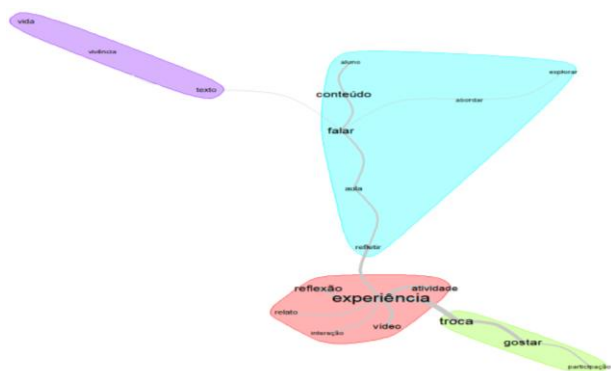 vida
vivência
texto
aluno
explorar
conteúdo
abordar
falar
aula
refletir
reflexão
atividade
experiência
relato
interação
vídeo
troca
gostar
participação